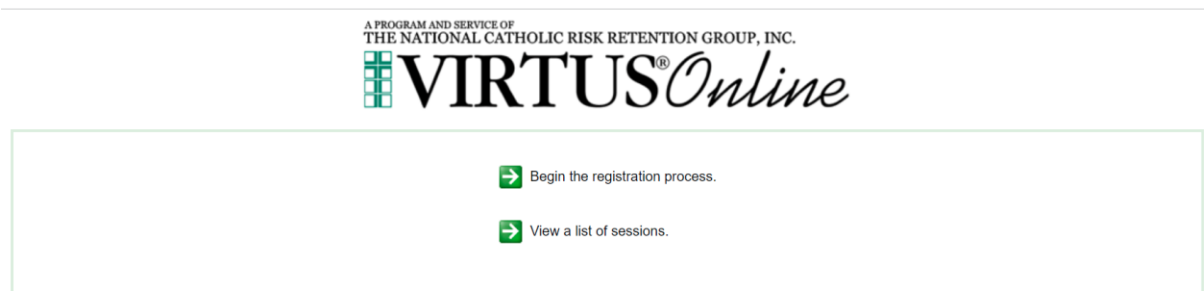 A PROGRAM AND SERVICE OF
THE NATIONAL CATHOLIC RISK RETENTION GROUP, INC.
VIRTUS® Online
Begin the registration process.
View a list of sessions.